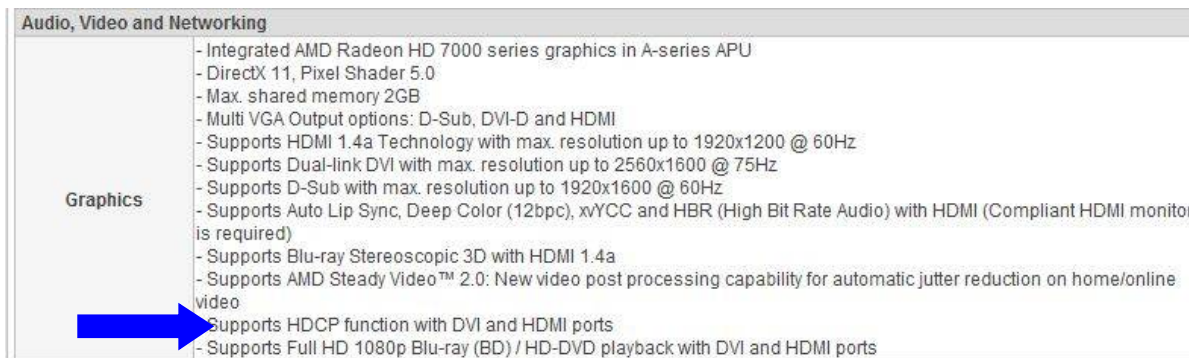 Audio, Video and Networking
Graphics
- Integrated AMD Radeon HD 7000 series graphics in A-series APU
- DirectX 11, Pixel Shader 5.0
- Max. shared memory 2GB
- Multi VGA Output options: D-Sub, DVI-D and HDMI
- Supports HDMI 1.4a Technology with max. resolution up to 1920x1200 @ 60Hz
- Supports Dual-link DVI with max. resolution up to 2560x1600 @ 75Hz
- Supports D-Sub with max. resolution up to 1920x1600 @ 60Hz
- Supports Auto Lip Sync, Deep Color (12bpc), xvYCC and HBR (High Bit Rate Audio) with HDMI (Compliant HDMI monitor
is required)
- Supports Blu-ray Stereoscopic 3D with HDMI 1.4a
- Supports AMD Steady Video™ 2.0: New video post processing capability for automatic jutter reduction on home/online
video
Supports HDCP function with DVI and HDMI ports
- Supports Full HD 1080p Blu-ray (BD) / HD-DVD playback with DVI and HDMI ports